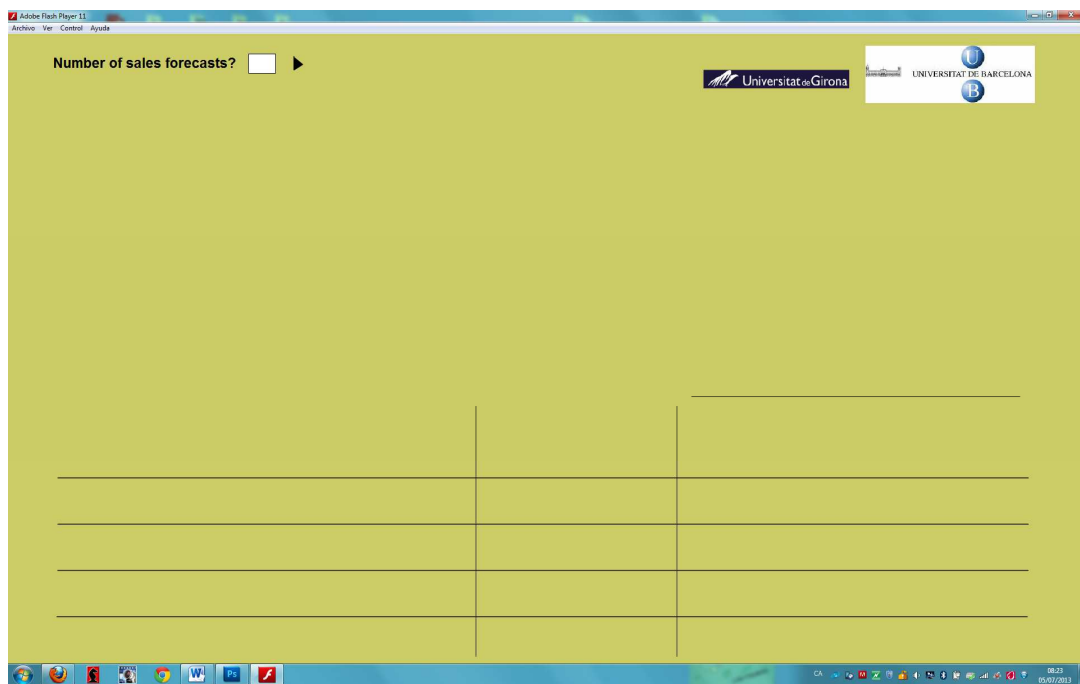 Adobe Flash Player 11
Archivo Ver Control Ayuda
Number of sales forecasts?
Universitat de Girona
UNIVERSITAT DE BARCELONA
U
B
W
Ps
CA
08:23
05/07/2013